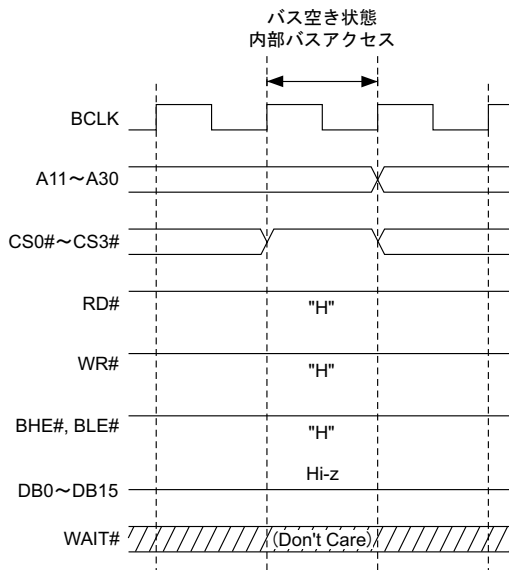 バス空き状態
内部バスアクセス
BCLK
A11～A30
CS0#～CS3#
RD#
"H"
WR#
"H"
BHE#, BLE#
"H"
Hi-z
DB0～DB15
WAIT#
(Don't Care)